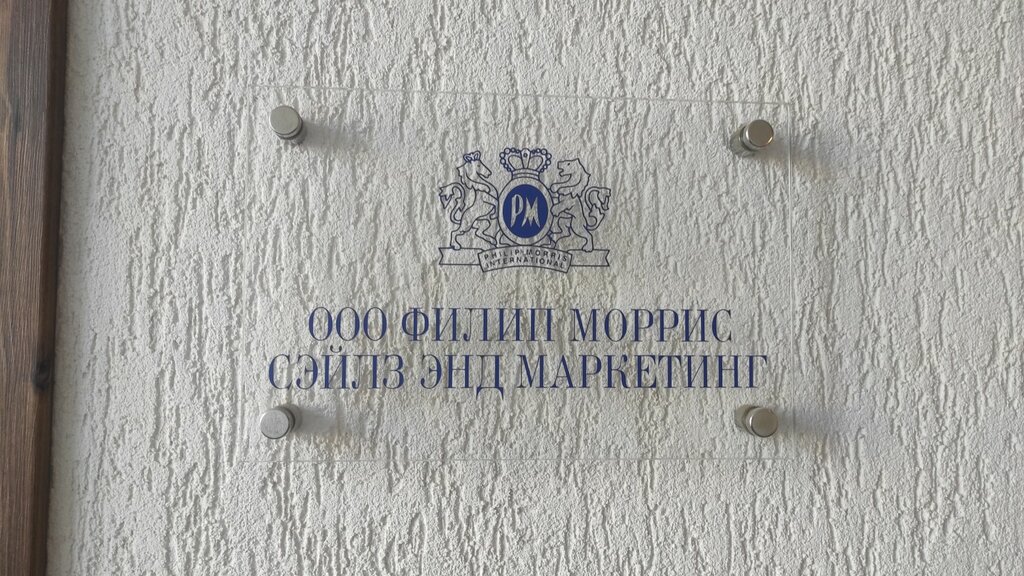 PM
PHILIP MORRIS
INTERNATIONAL
ООО ФИЛИП МОРРИС
СЭЙЛЗ ЭНД МАРКЕТИНГ